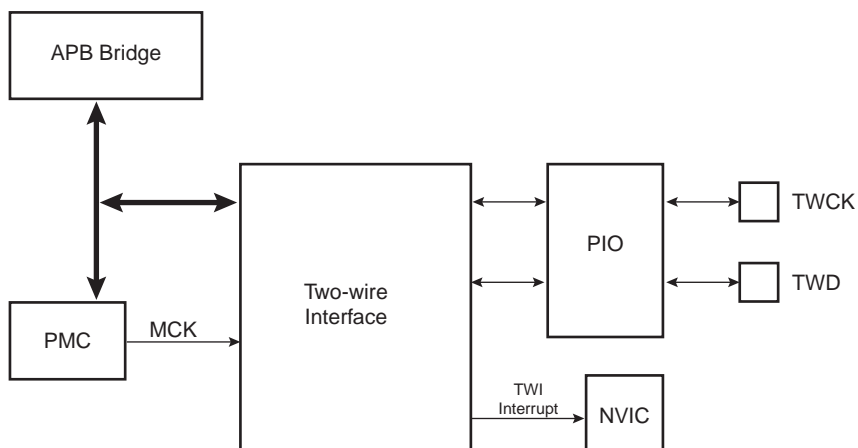 APB Bridge
TWCK
PIO
TWD
Two-wire
Interface
PMC
MCK
TWI
Interrupt
NVIC